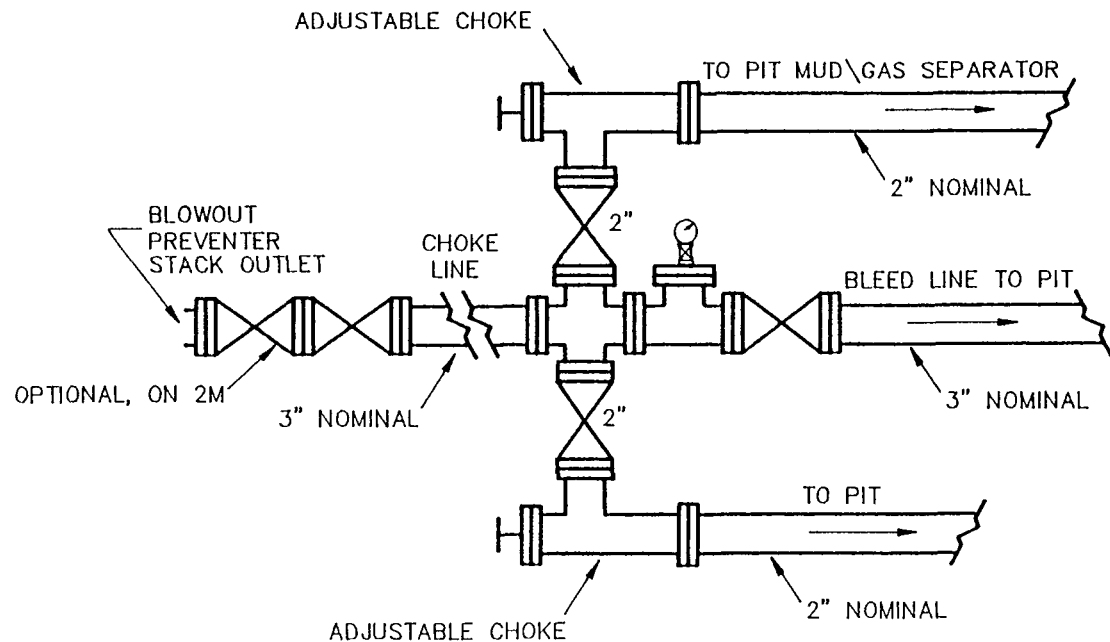 ADJUSTABLE CHOKE
TO PIT MUD\GAS SEPARATOR
2" NOMINAL
2"
BLOWOUT
PREVENTER
STACK OUTLET
CHOKE
LINE
BLEED LINE TO PIT
OPTIONAL, ON 2M
3" NOMINAL
2"
3" NOMINAL
TO PIT
2" NOMINAL
ADJUSTABLE CHOKE